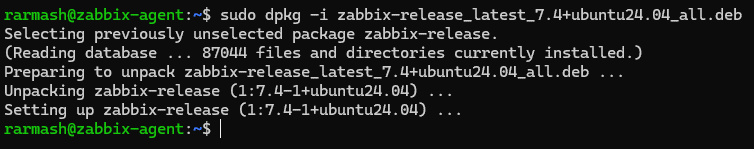 rarmash@zabbix-agent:~$ sudo dpkg -i zabbix-release_latest_7.4+ubuntu24.04_all.deb
Selecting previously unselected package zabbix-release.
(Reading database ... 87044 files and directories currently installed.)
Preparing to unpack zabbix-release_latest_7.4+ubuntu24.04_all.deb ...
Unpacking zabbix-release (1:7.4-1+ubuntu24.04) ...
Setting up zabbix-release (1:7.4-1+ubuntu24.04) ...
rarmash@zabbix-agent:~$